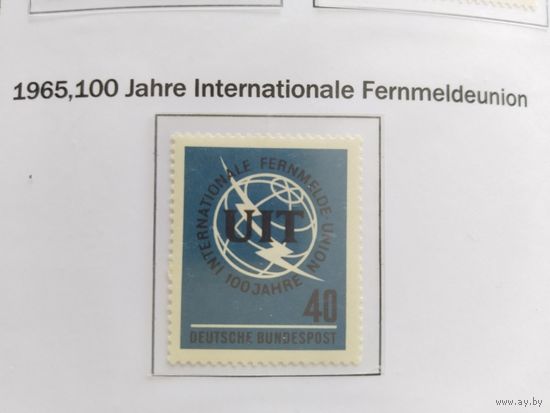 1965,100 Jahre Internationale Fernmeldeunion
INTERNATIONALE FERNMELDE-UNION
UIT
100 JAHRE
40
DEUTSCHE BUNDESPOST
www.ay.by